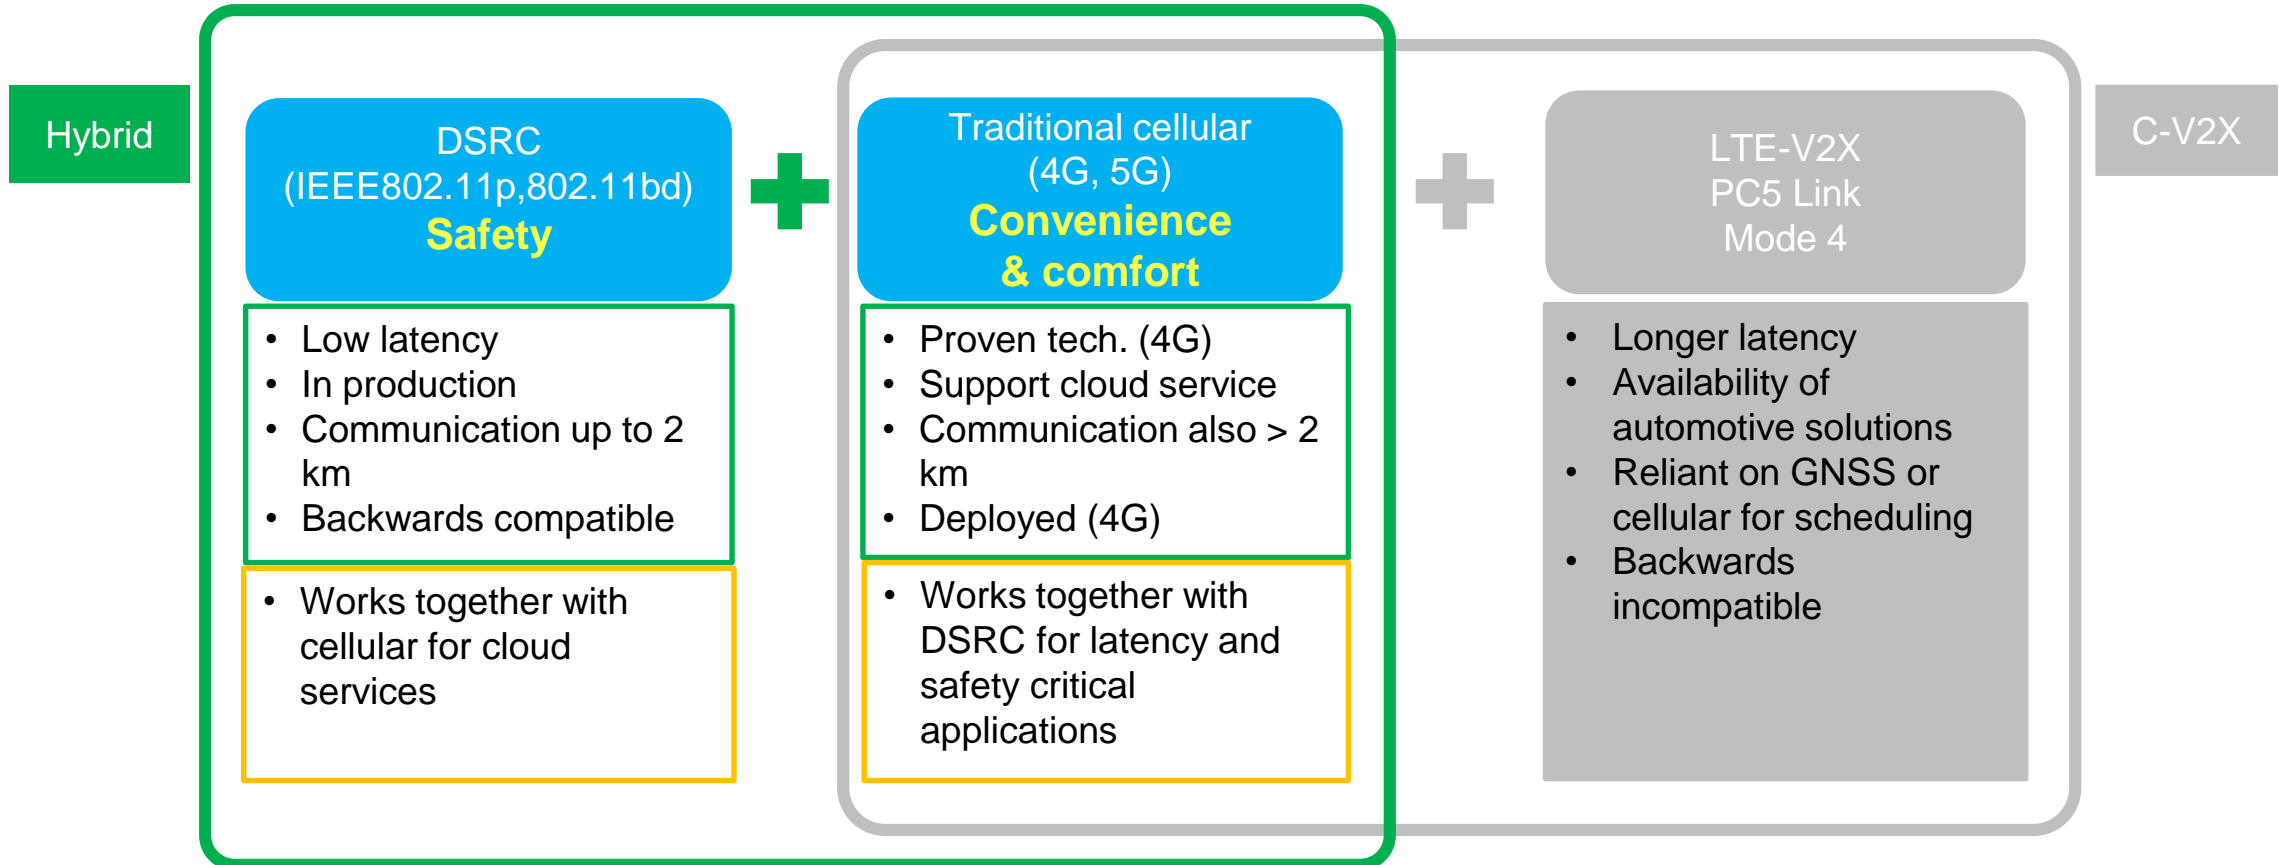 Hybrid
DSRC
(IEEE802.11p,802.11bd)
Safety
• Low latency
• In production
• Communication up to 2
km
• Backwards compatible
• Works together with
cellular for cloud
services
Traditional cellular
(4G, 5G)
Convenience
& comfort
• Proven tech. (4G)
• Support cloud service
• Communication also > 2
km
• Deployed (4G)
• Works together with
DSRC for latency and
safety critical
applications
LTE-V2X
PC5 Link
Mode 4
• Longer latency
• Availability of
automotive solutions
• Reliant on GNSS or
cellular for scheduling
• Backwards
incompatible
C-V2X